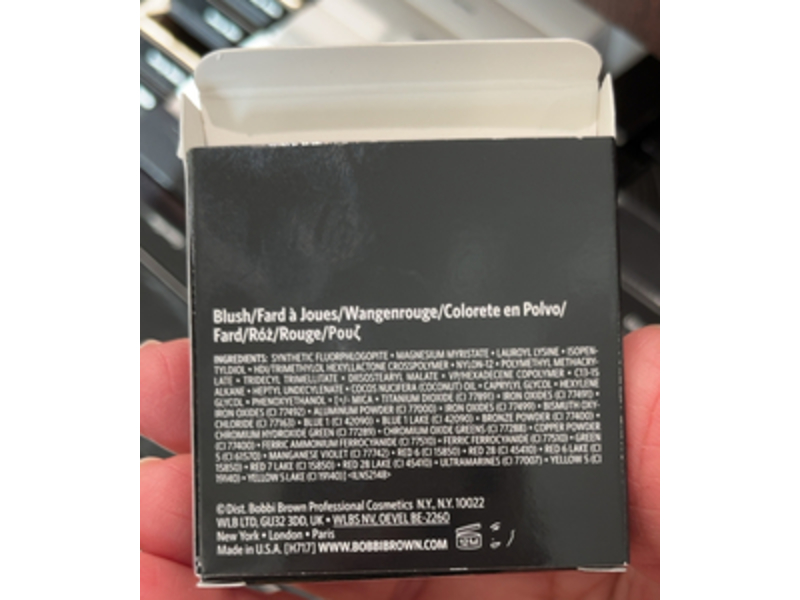 Blush/Fard à Joues/Wangenrouge/Colorete en Polvo/
Fard/Róż/Rouge/Ρουζ
INGREDIENTS: SYNTHETIC FLUORPHLOGOPITE • MAGNESIUM MYRISTATE • LAUROYL LYSINE • ISOPEN-
TYLDIOL • HDI/TRIMETHYLOL HEXYLLACTONE CROSSPOLYMER • NYLON-12 • POLYMETHYL METHACRY-
LATE • TRIDECYL TRIMELLITATE • DIISOSTEARYL MALATE • VP/HEXADECENE COPOLYMER • C13-15
ALKANE • HEPTYL UNDECYLENATE • COCOS NUCIFERA (COCONUT) OIL • CAPRYLYL GLYCOL • HEXYLENE
GLYCOL • PHENOXYETHANOL • [+/- MICA • TITANIUM DIOXIDE (CI 77891) • IRON OXIDES (CI 77491) •
IRON OXIDES (CI 77492) • ALUMINUM POWDER (CI 77000) • IRON OXIDES (CI 77499) • BISMUTH OXY-
CHLORIDE (CI 77163) • BLUE 1 (CI 42090) • BLUE 1 LAKE (CI 42090) • BRONZE POWDER (CI 77400) •
CHROMIUM HYDROXIDE GREEN (CI 77289) • CHROMIUM OXIDE GREENS (CI 77288) • COPPER POWDER
(CI 77400) • FERRIC AMMONIUM FERROCYANIDE (CI 77510) • FERRIC FERROCYANIDE (CI 77510) • GREEN
5 (CI 61570) • MANGANESE VIOLET (CI 77742) • RED 6 (CI 15850) • RED 28 (CI 45410) • RED 6 LAKE (CI
15850) • RED 7 LAKE (CI 15850) • RED 28 LAKE (CI 45410) • ULTRAMARINES (CI 77007) • YELLOW 5 (CI
19140) • YELLOW 5 LAKE (CI 19140)] <ILN52148>
©Dist. Bobbi Brown Professional Cosmetics N.Y., N.Y. 10022
WLB LTD, GU32 3DD, UK • WLBS NV, OEVEL BE-2260
New York • London • Paris
Made in U.S.A. [H717] WWW.BOBBIBROWN.COM 12M